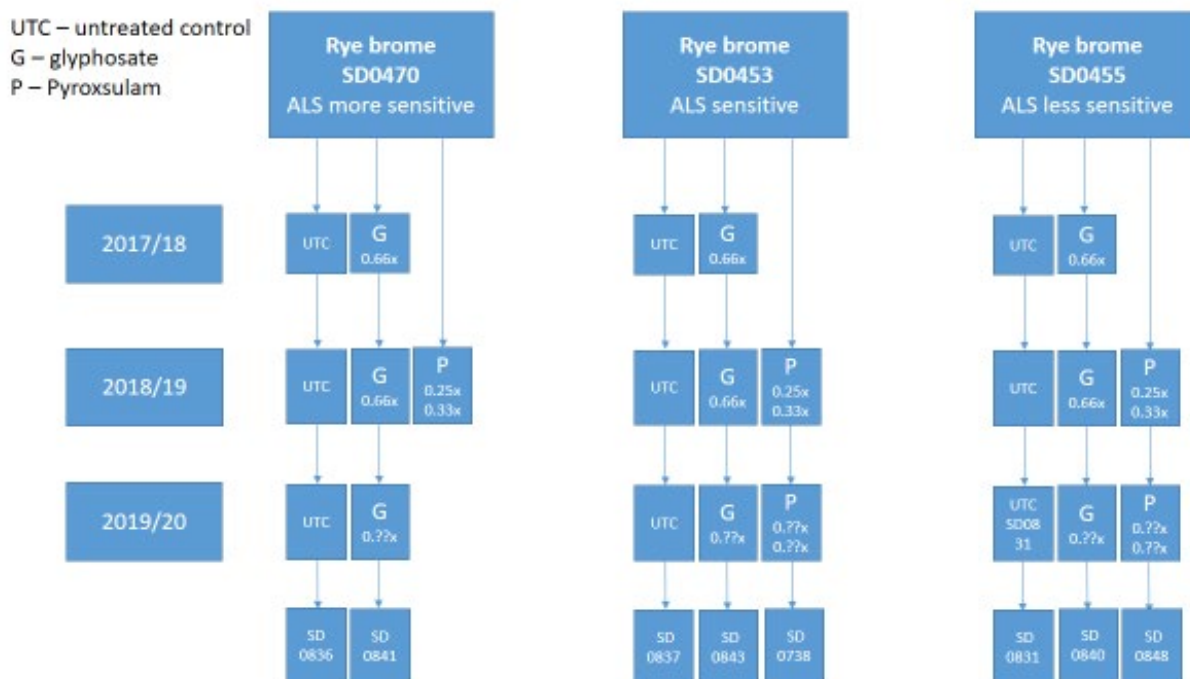 UTC – untreated control
G – glyphosate
P – Pyroxsulam
Rye brome
SD0470
ALS more sensitive
Rye brome
SD0453
ALS sensitive
Rye brome
SD0455
ALS less sensitive
2017/18
UTC
G
0.66x
UTC
G
0.66x
UTC
G
0.66x
2018/19
UTC
G
0.66x
P
0.25x
0.33x
UTC
G
0.66x
P
0.25x
0.33x
UTC
G
0.66x
P
0.25x
0.33x
2019/20
UTC
G
0.??x
UTC
G
0.??x
P
0.??x
0.??x
UTC
SD08
31
G
0.??x
P
0.??x
0.??x
SD
0836
SD
0841
SD
0837
SD
0843
SD
0738
SD
0831
SD
0840
SD
0848